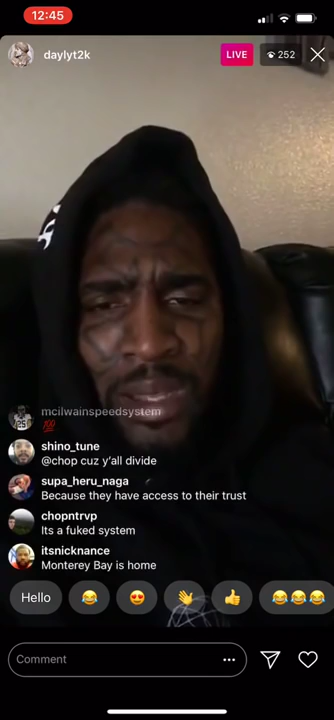 12:45
daylyt2k
LIVE
252
mcilwainspeedsystem
💯
shino_tune
@chop cuz y'all divide
supa_heru_naga
Because they have access to their trust
chopntrvp
Its a fuked system
itsnicknance
Monterey Bay is home
Hello 😂 😍 👋 👍 😂😂😂
Comment